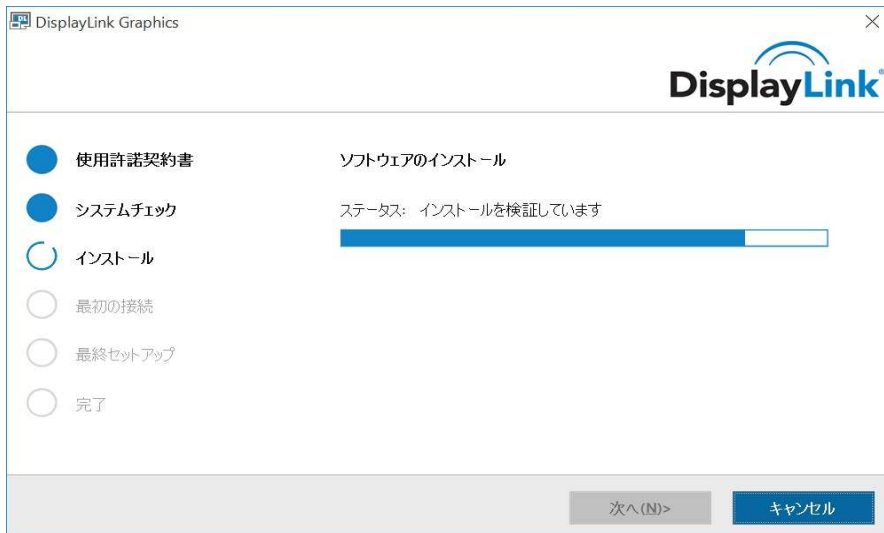 DisplayLink Graphics
DisplayLink®
使用許諾契約書
システムチェック
インストール
最初の接続
最終セットアップ
完了
ソフトウェアのインストール
ステータス: インストールを検証しています
次へ(N)>
キャンセル